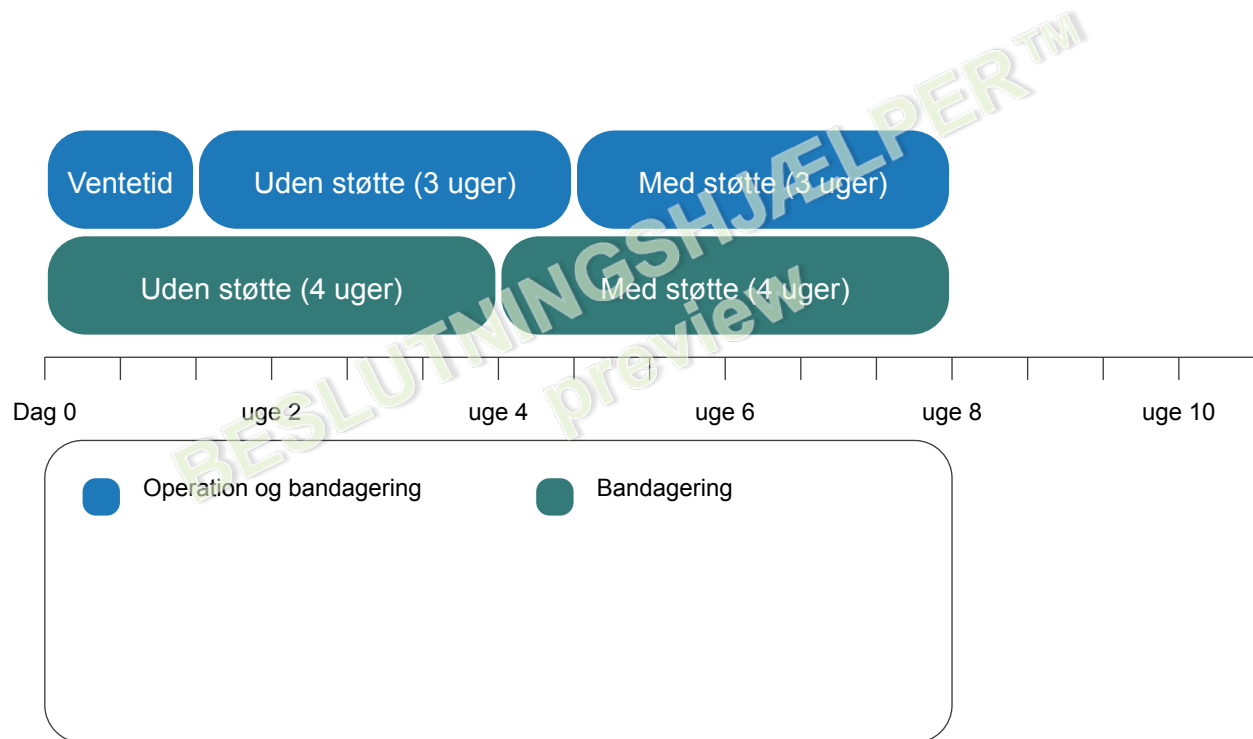 Ventetid
Uden støtte (3 uger)
Med støtte (3 uger)
Uden støtte (4 uger)
Med støtte (4 uger)
BESLUTNINGSHJÆLPER™
preview
Dag 0
uge 2
uge 4
uge 6
uge 8
uge 10
Operation og bandagering
Bandagering